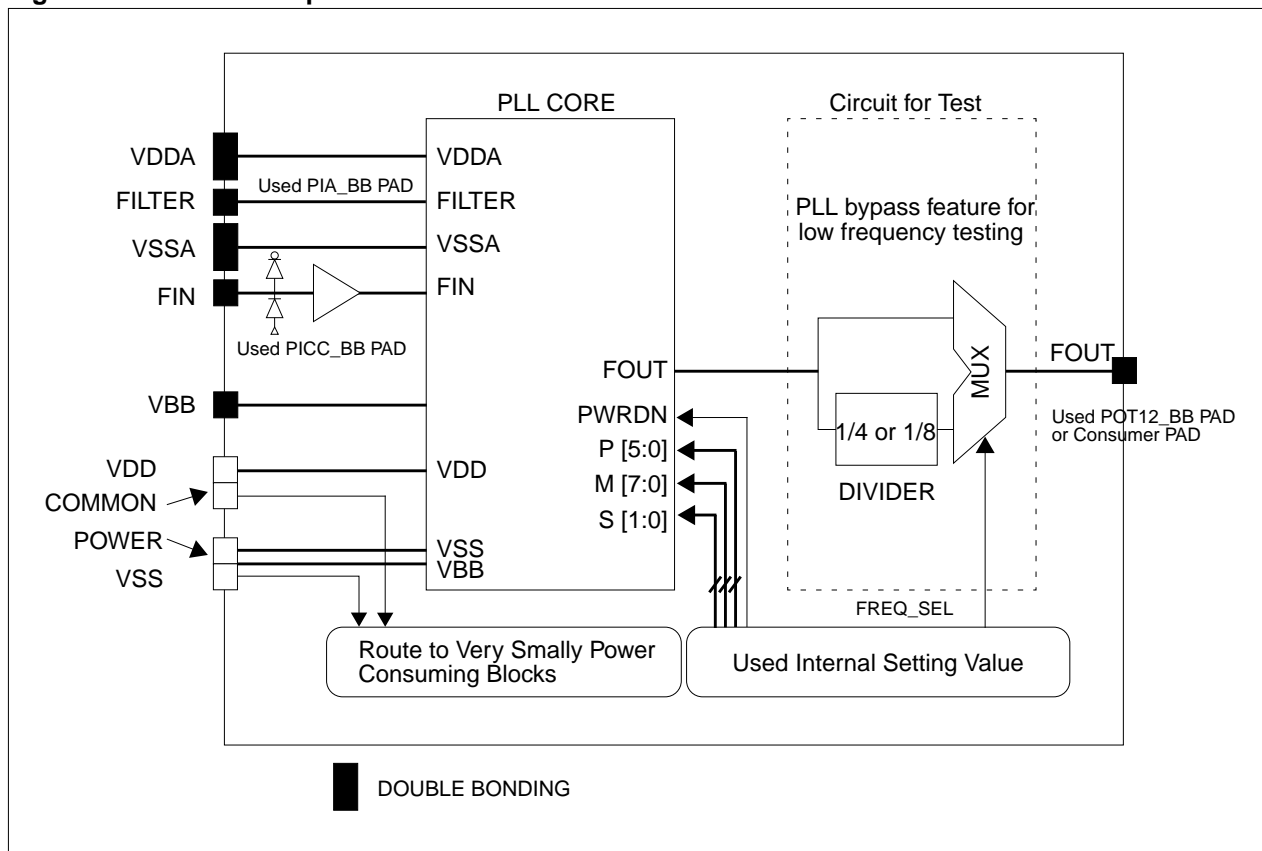 PLL CORE
Circuit for Test
VDDA
FILTER
VSSA
FIN
VBB
VDD
COMMON
POWER
VSS
Used PIA_BB PAD
Used PICC_BB PAD
VDDA
FILTER
VSSA
FIN
VDD
VSS
VBB
FOUT
PWRDN
P [5:0]
M [7:0]
S [1:0]
PLL bypass feature for
low frequency testing
1/4 or 1/8
DIVIDER
MUX
FOUT
Used POT12_BB PAD
or Consumer PAD
FREQ_SEL
Route to Very Smally Power
Consuming Blocks
Used Internal Setting Value
DOUBLE BONDING